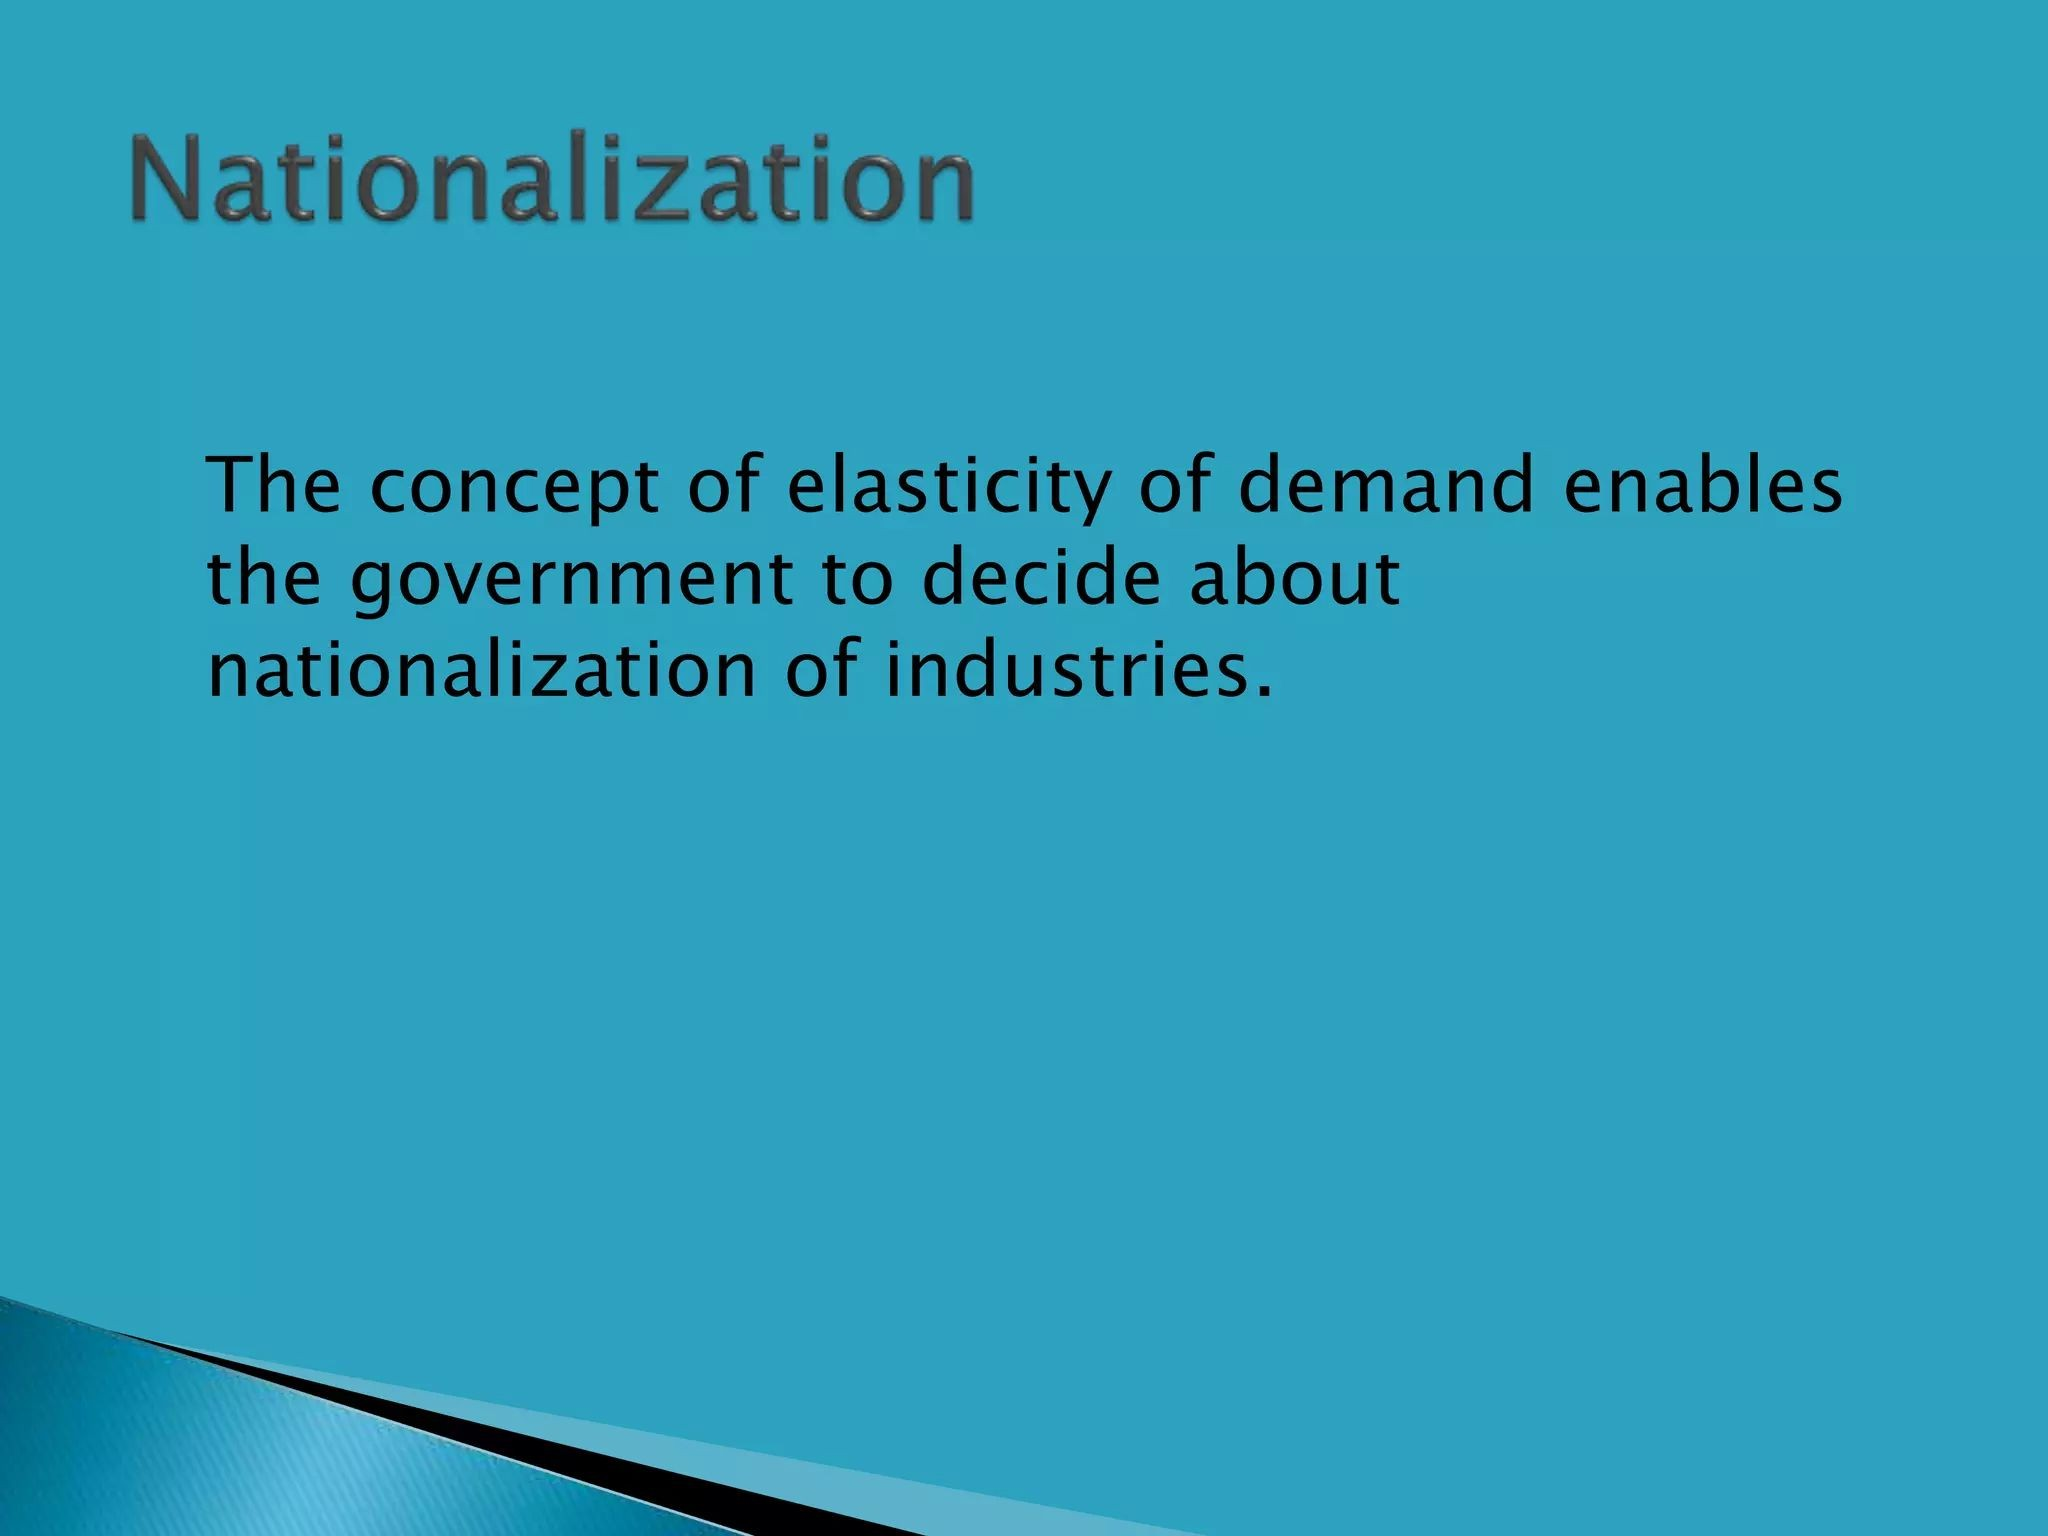 Nationalization
The concept of elasticity of demand enables
the government to decide about
nationalization of industries.